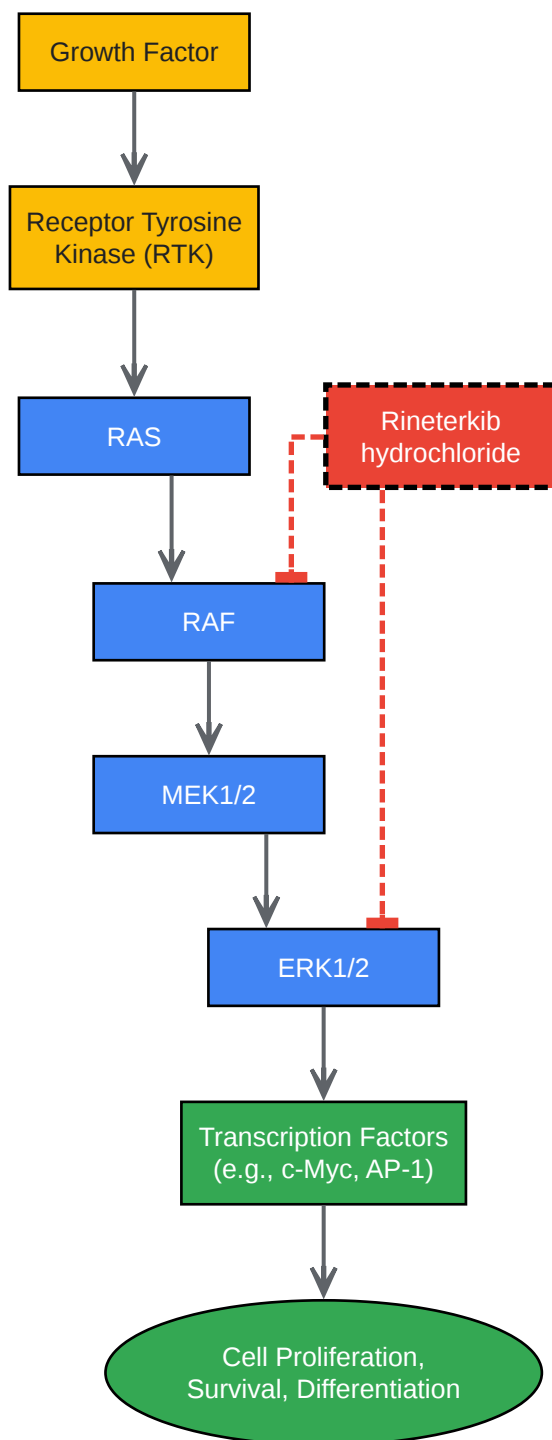 Growth Factor
Receptor Tyrosine
Kinase (RTK)
RAS
Rineterkib
hydrochloride
RAF
MEK1/2
ERK1/2
Transcription Factors
(e.g., c-Myc, AP-1)
Cell Proliferation,
Survival, Differentiation